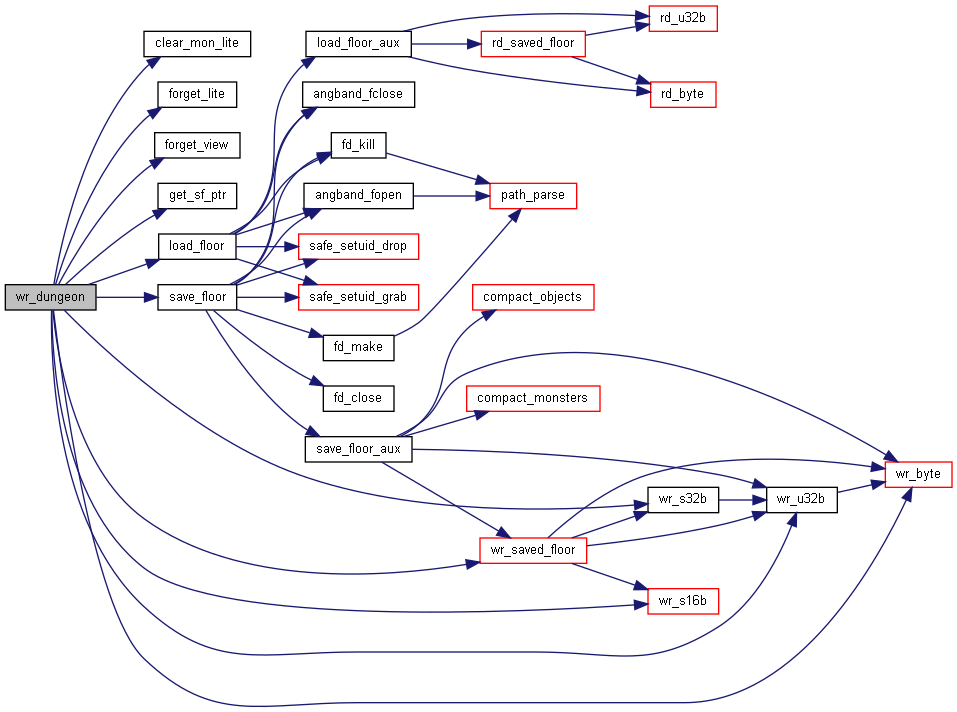 clear_mon_lite
forget_lite
forget_view
get_sf_ptr
load_floor
wr_dungeon
save_floor
load_floor_aux
angband_fclose
fd_kill
angband_fopen
safe_setuid_drop
safe_setuid_grab
fd_make
fd_close
save_floor_aux
rd_u32b
rd_saved_floor
rd_byte
path_parse
compact_objects
compact_monsters
wr_byte
wr_s32b
wr_u32b
wr_saved_floor
wr_s16b